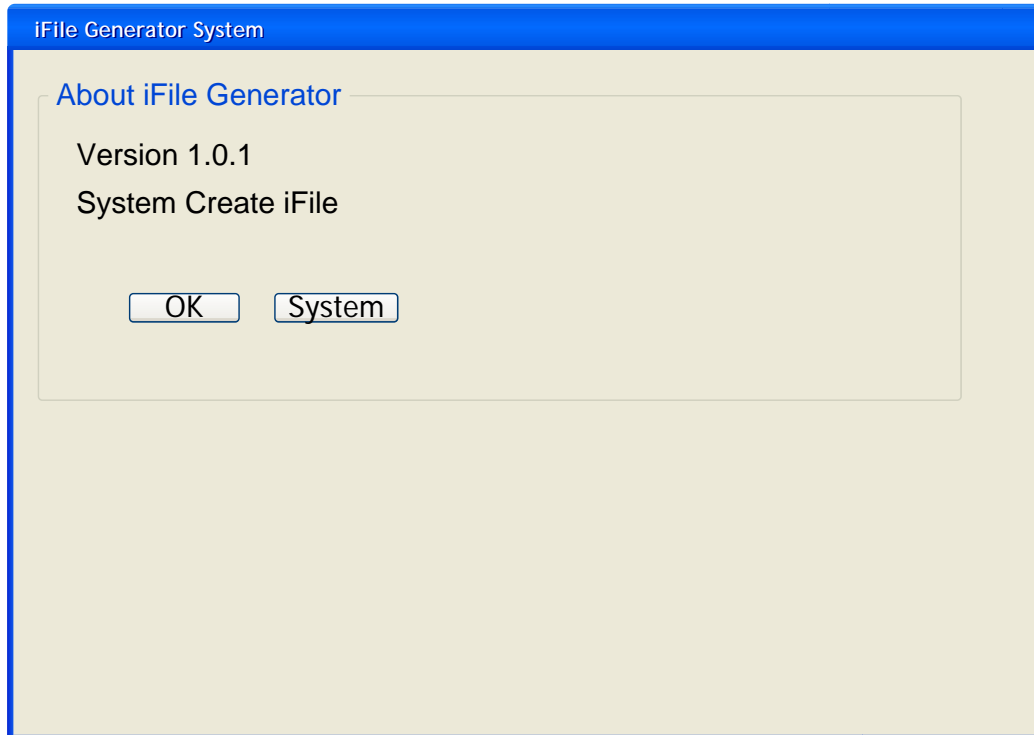 iFile Generator System
About iFile Generator
Version 1.0.1
System Create iFile
OK System